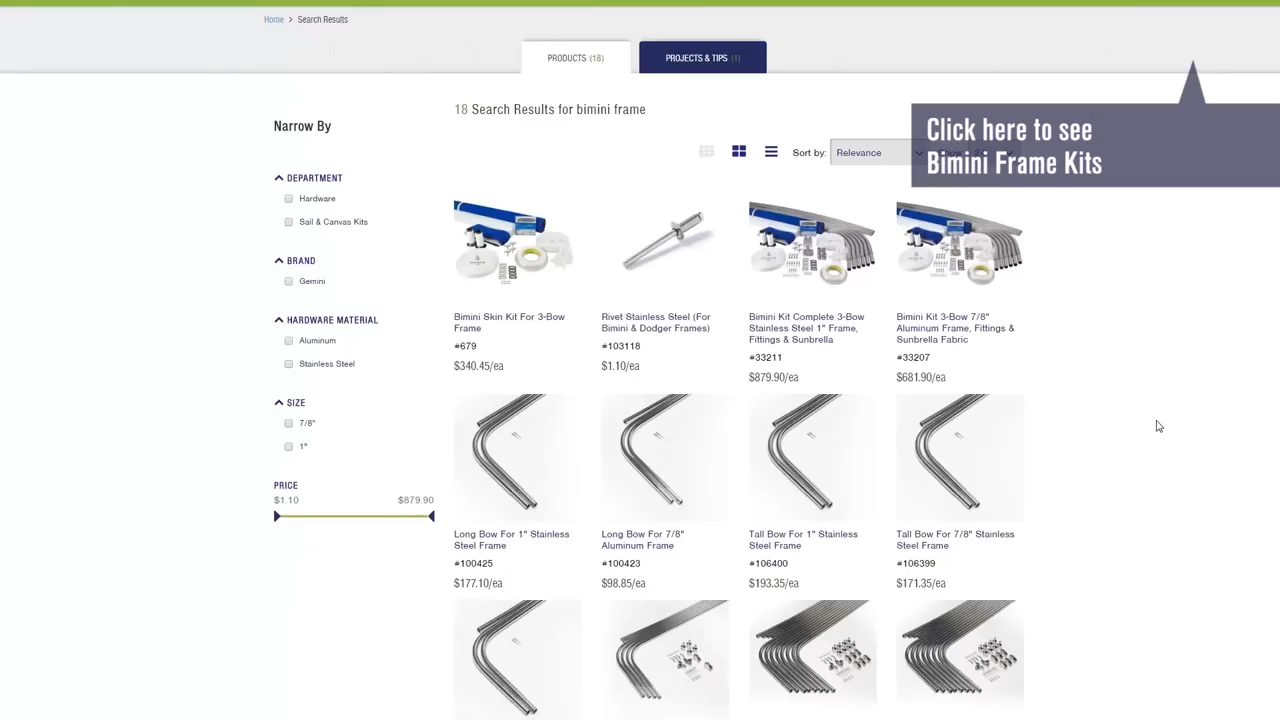 Home > Search Results
PRODUCTS (18)
PROJECTS & TIPS (1)
18 Search Results for bimini frame
Click here to see
Bimini Frame Kits
Sort by: Relevance
Narrow By
DEPARTMENT
Hardware
Sail & Canvas Kits
BRAND
Gemini
HARDWARE MATERIAL
Aluminum
Stainless Steel
SIZE
7/8"
1"
PRICE
$1.10 $879.90
Bimini Skin Kit For 3-Bow
Frame
#679
$340.45/ea
Rivet Stainless Steel (For
Bimini & Dodger Frames)
#103118
$1.10/ea
Bimini Kit Complete 3-Bow
Stainless Steel 1" Frame,
Fittings & Sunbrella
#33211
$879.90/ea
Bimini Kit 3-Bow 7/8"
Aluminum Frame, Fittings &
Sunbrella Fabric
#33207
$681.90/ea
Long Bow For 1" Stainless
Steel Frame
#100425
$177.10/ea
Long Bow For 7/8"
Aluminum Frame
#100423
$98.85/ea
Tall Bow For 1" Stainless
Steel Frame
#106400
$193.35/ea
Tall Bow For 7/8" Stainless
Steel Frame
#106399
$171.35/ea